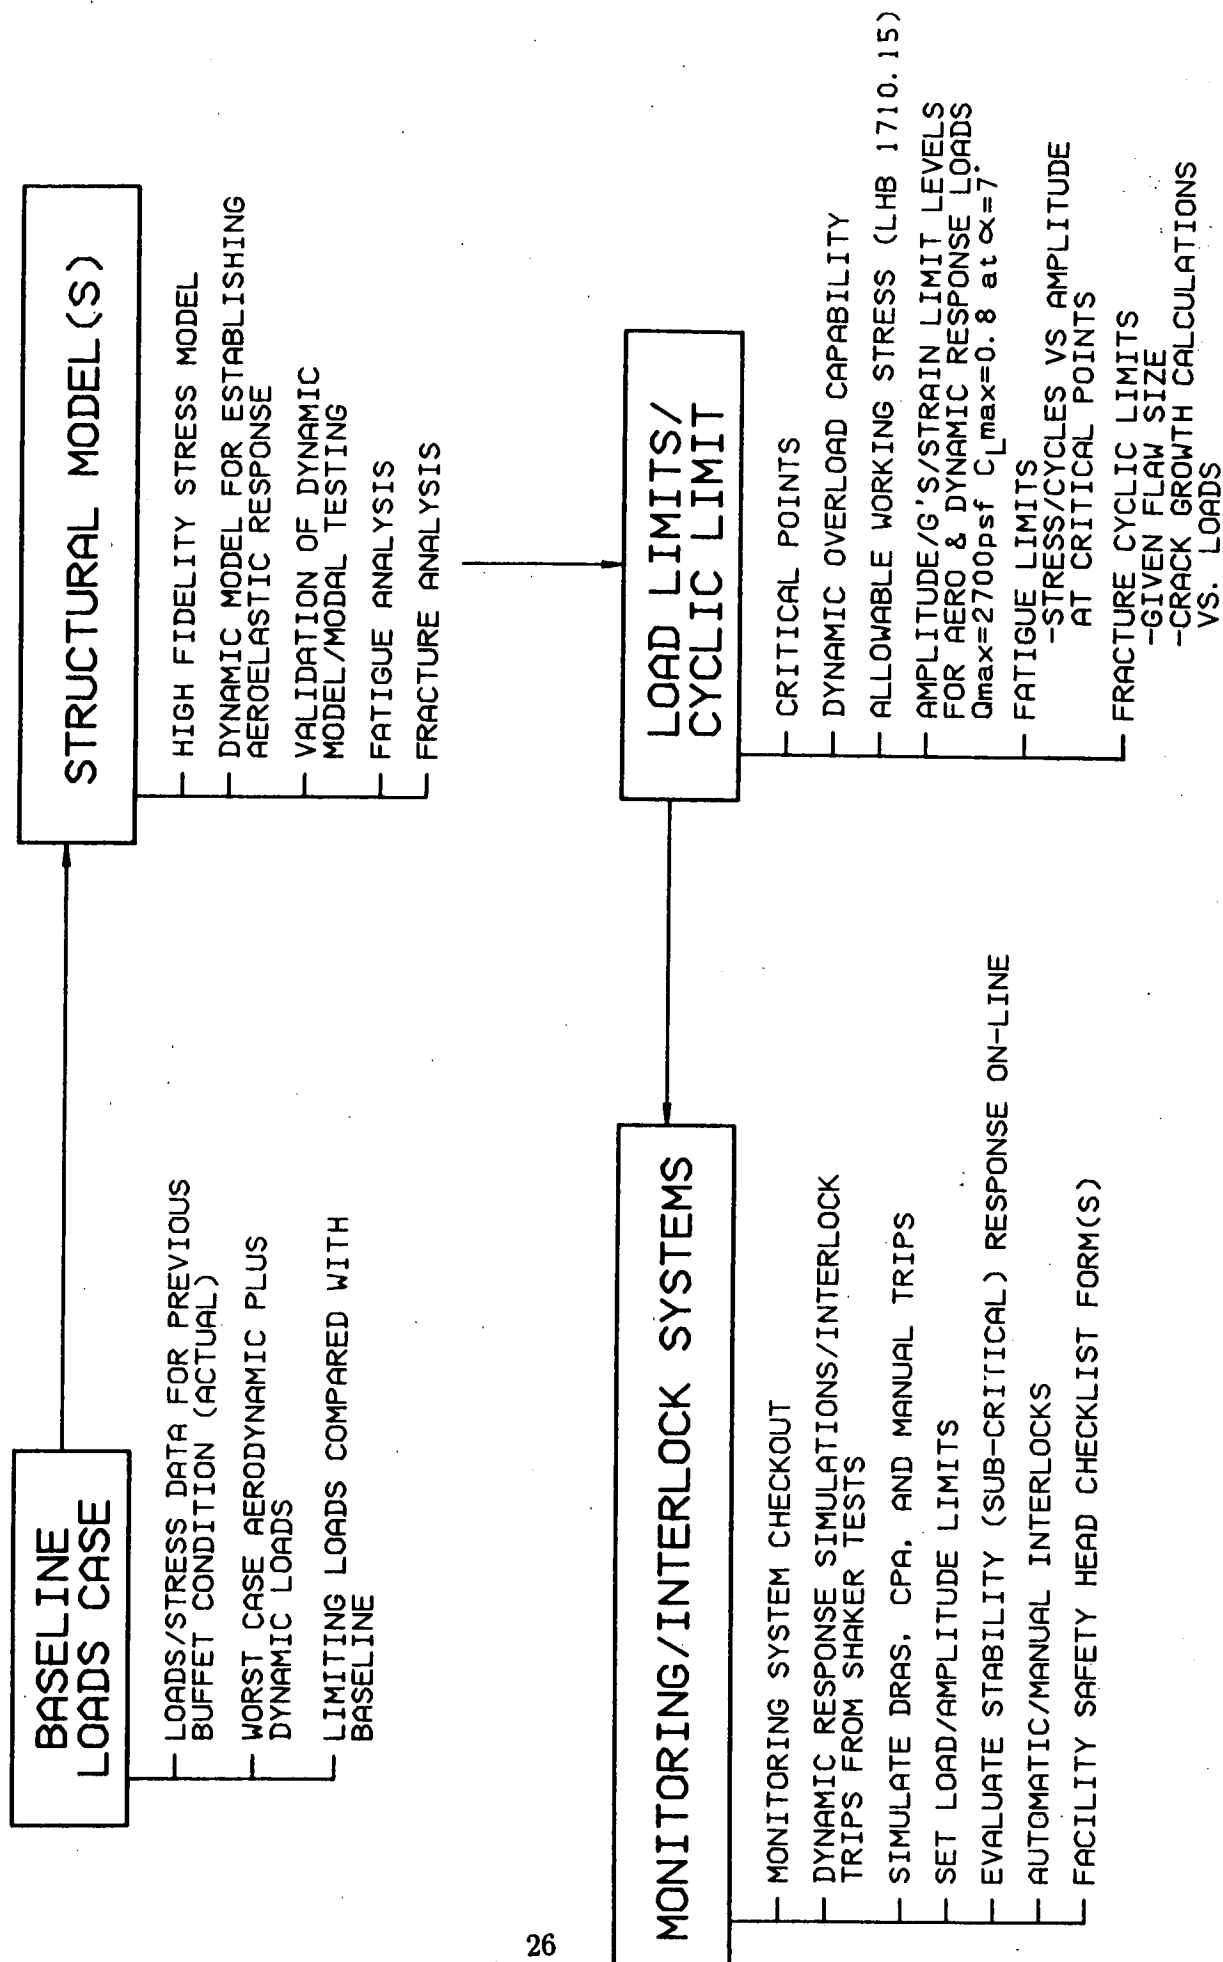 BASELINE
LOADS CASE
LOADS/STRESS DATA FOR PREVIOUS
BUFFET CONDITION (ACTUAL)
WORST CASE AERODYNAMIC PLUS
DYNAMIC LOADS
LIMITING LOADS COMPARED WITH
BASELINE
STRUCTURAL MODEL(S)
HIGH FIDELITY STRESS MODEL
DYNAMIC MODEL FOR ESTABLISHING
AEROELASTIC RESPONSE
VALIDATION OF DYNAMIC
MODEL/MODAL TESTING
FATIGUE ANALYSIS
FRACTURE ANALYSIS
MONITORING/INTERLOCK SYSTEMS
MONITORING SYSTEM CHECKOUT
DYNAMIC RESPONSE SIMULATIONS/INTERLOCK
TRIPS FROM SHAKER TESTS
SIMULATE DRAS, CPA, AND MANUAL TRIPS
SET LOAD/AMPLITUDE LIMITS
EVALUATE STABILITY (SUB-CRITICAL) RESPONSE ON-LINE
AUTOMATIC/MANUAL INTERLOCKS
FACILITY SAFETY HEAD CHECKLIST FORM(S)
LOAD LIMITS/
CYCLIC LIMIT
CRITICAL POINTS
DYNAMIC OVERLOAD CAPABILITY
ALLOWABLE WORKING STRESS (LHB 1710.15)
AMPLITUDE/G'S/STRAIN LIMIT LEVELS
FOR AERO & DYNAMIC RESPONSE LOADS
Qmax=2700psf CLmax=0.8 at α=7°
FATIGUE LIMITS
-STRESS/CYCLES VS AMPLITUDE
AT CRITICAL POINTS
FRACTURE CYCLIC LIMITS
-GIVEN FLAW SIZE
-CRACK GROWTH CALCULATIONS
VS. LOADS
26